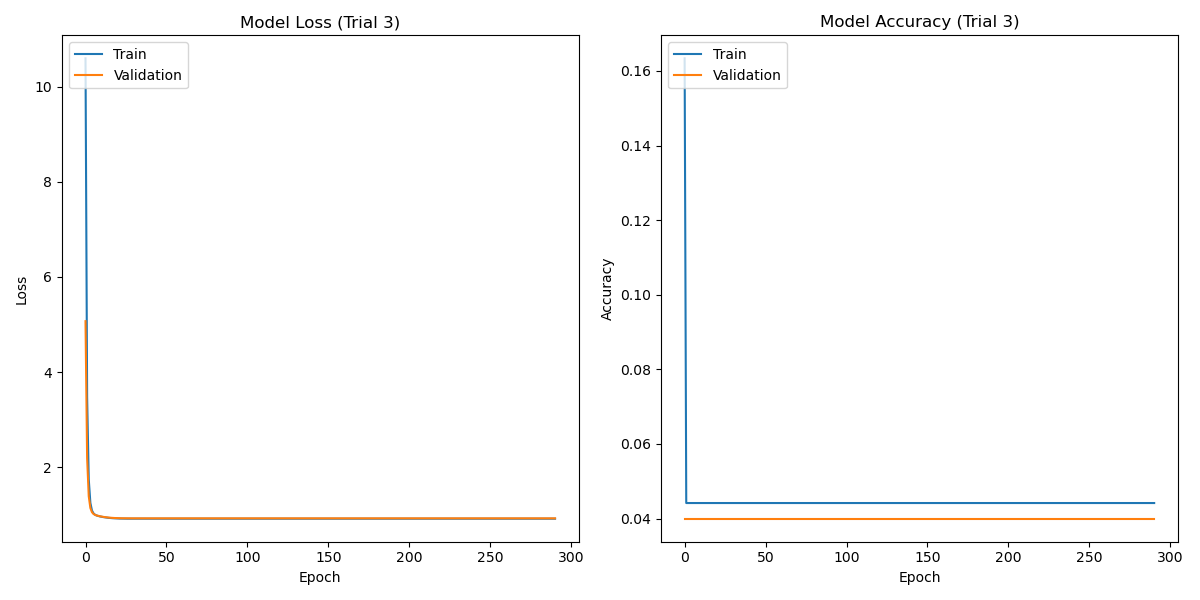 Model Loss (Trial 3)
Train
Validation
10
8
6
4
2
Loss
0 50 100 150 200 250 300
Epoch
Model Accuracy (Trial 3)
Train
Validation
0.16
0.14
0.12
0.10
0.08
0.06
0.04
Accuracy
0 50 100 150 200 250 300
Epoch